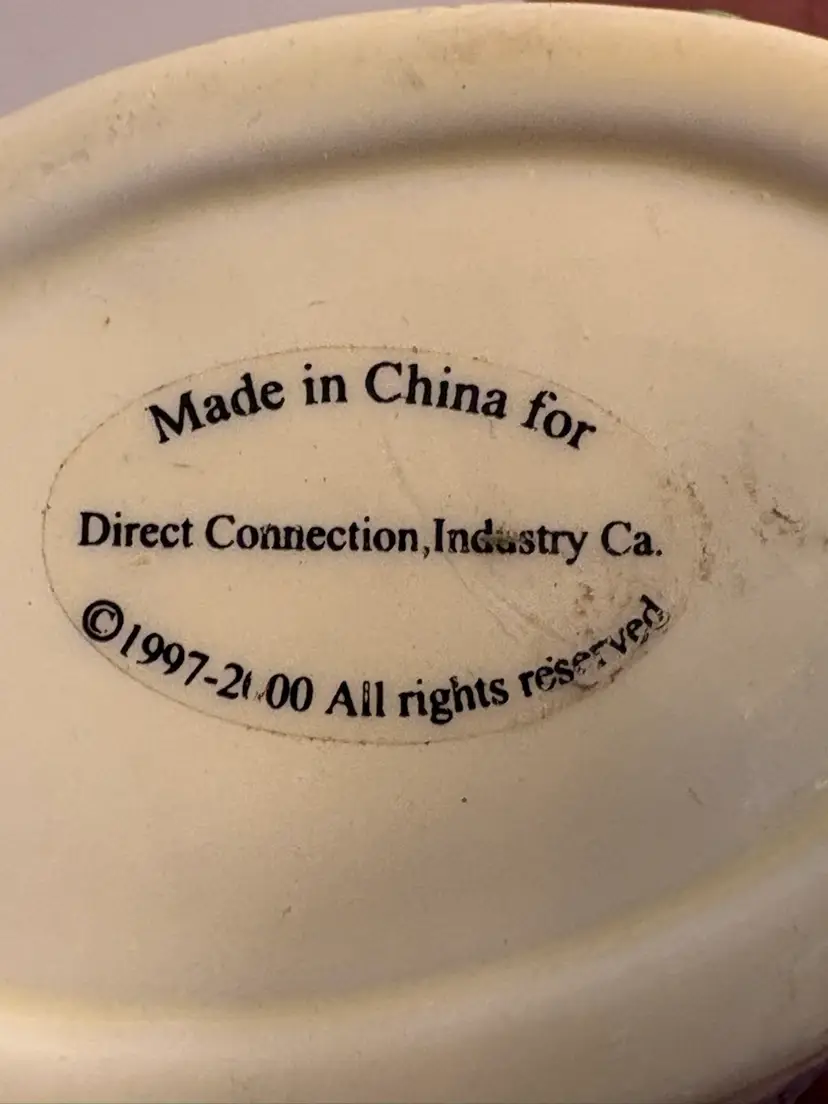 Made in China for
Direct Connection,Industry Ca.
©1997-2000 All rights reserved